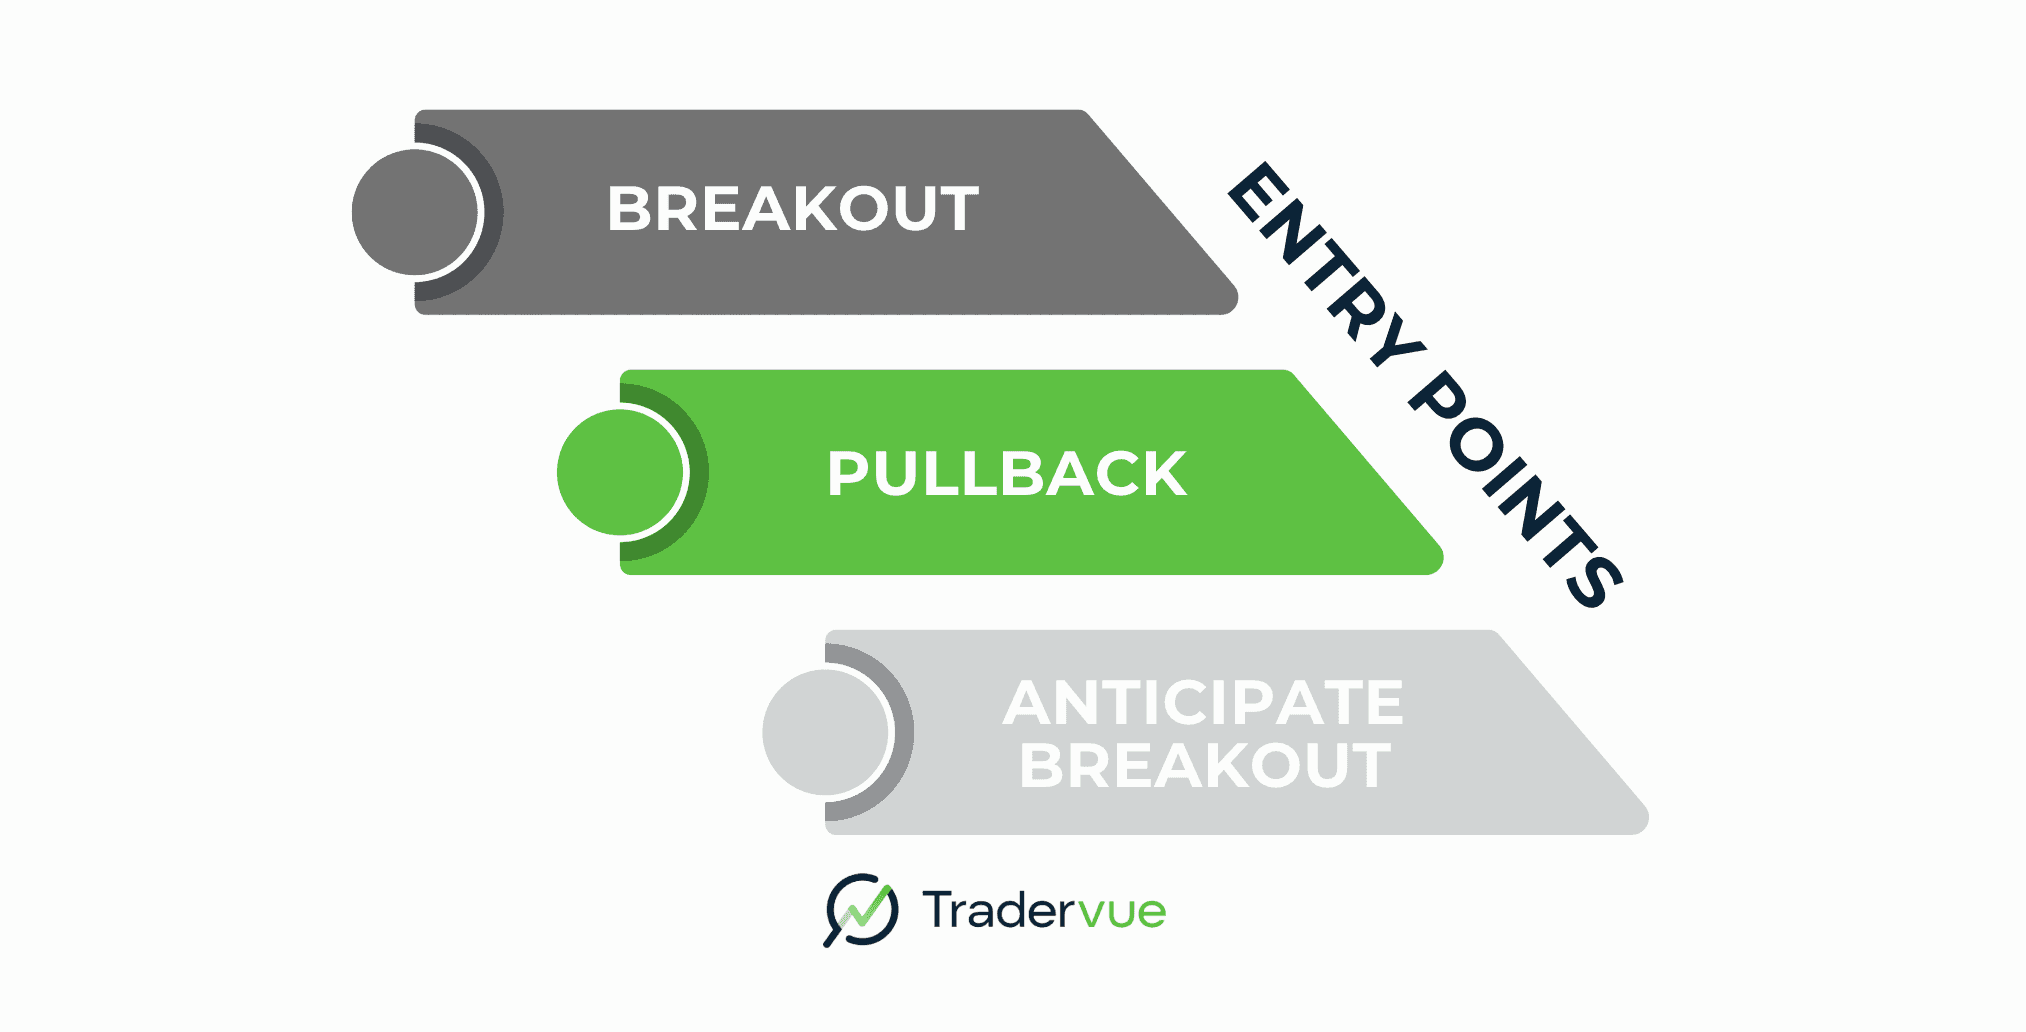 BREAKOUT
ENTRY POINTS
PULLBACK
ANTICIPATE
BREAKOUT
Tradervue